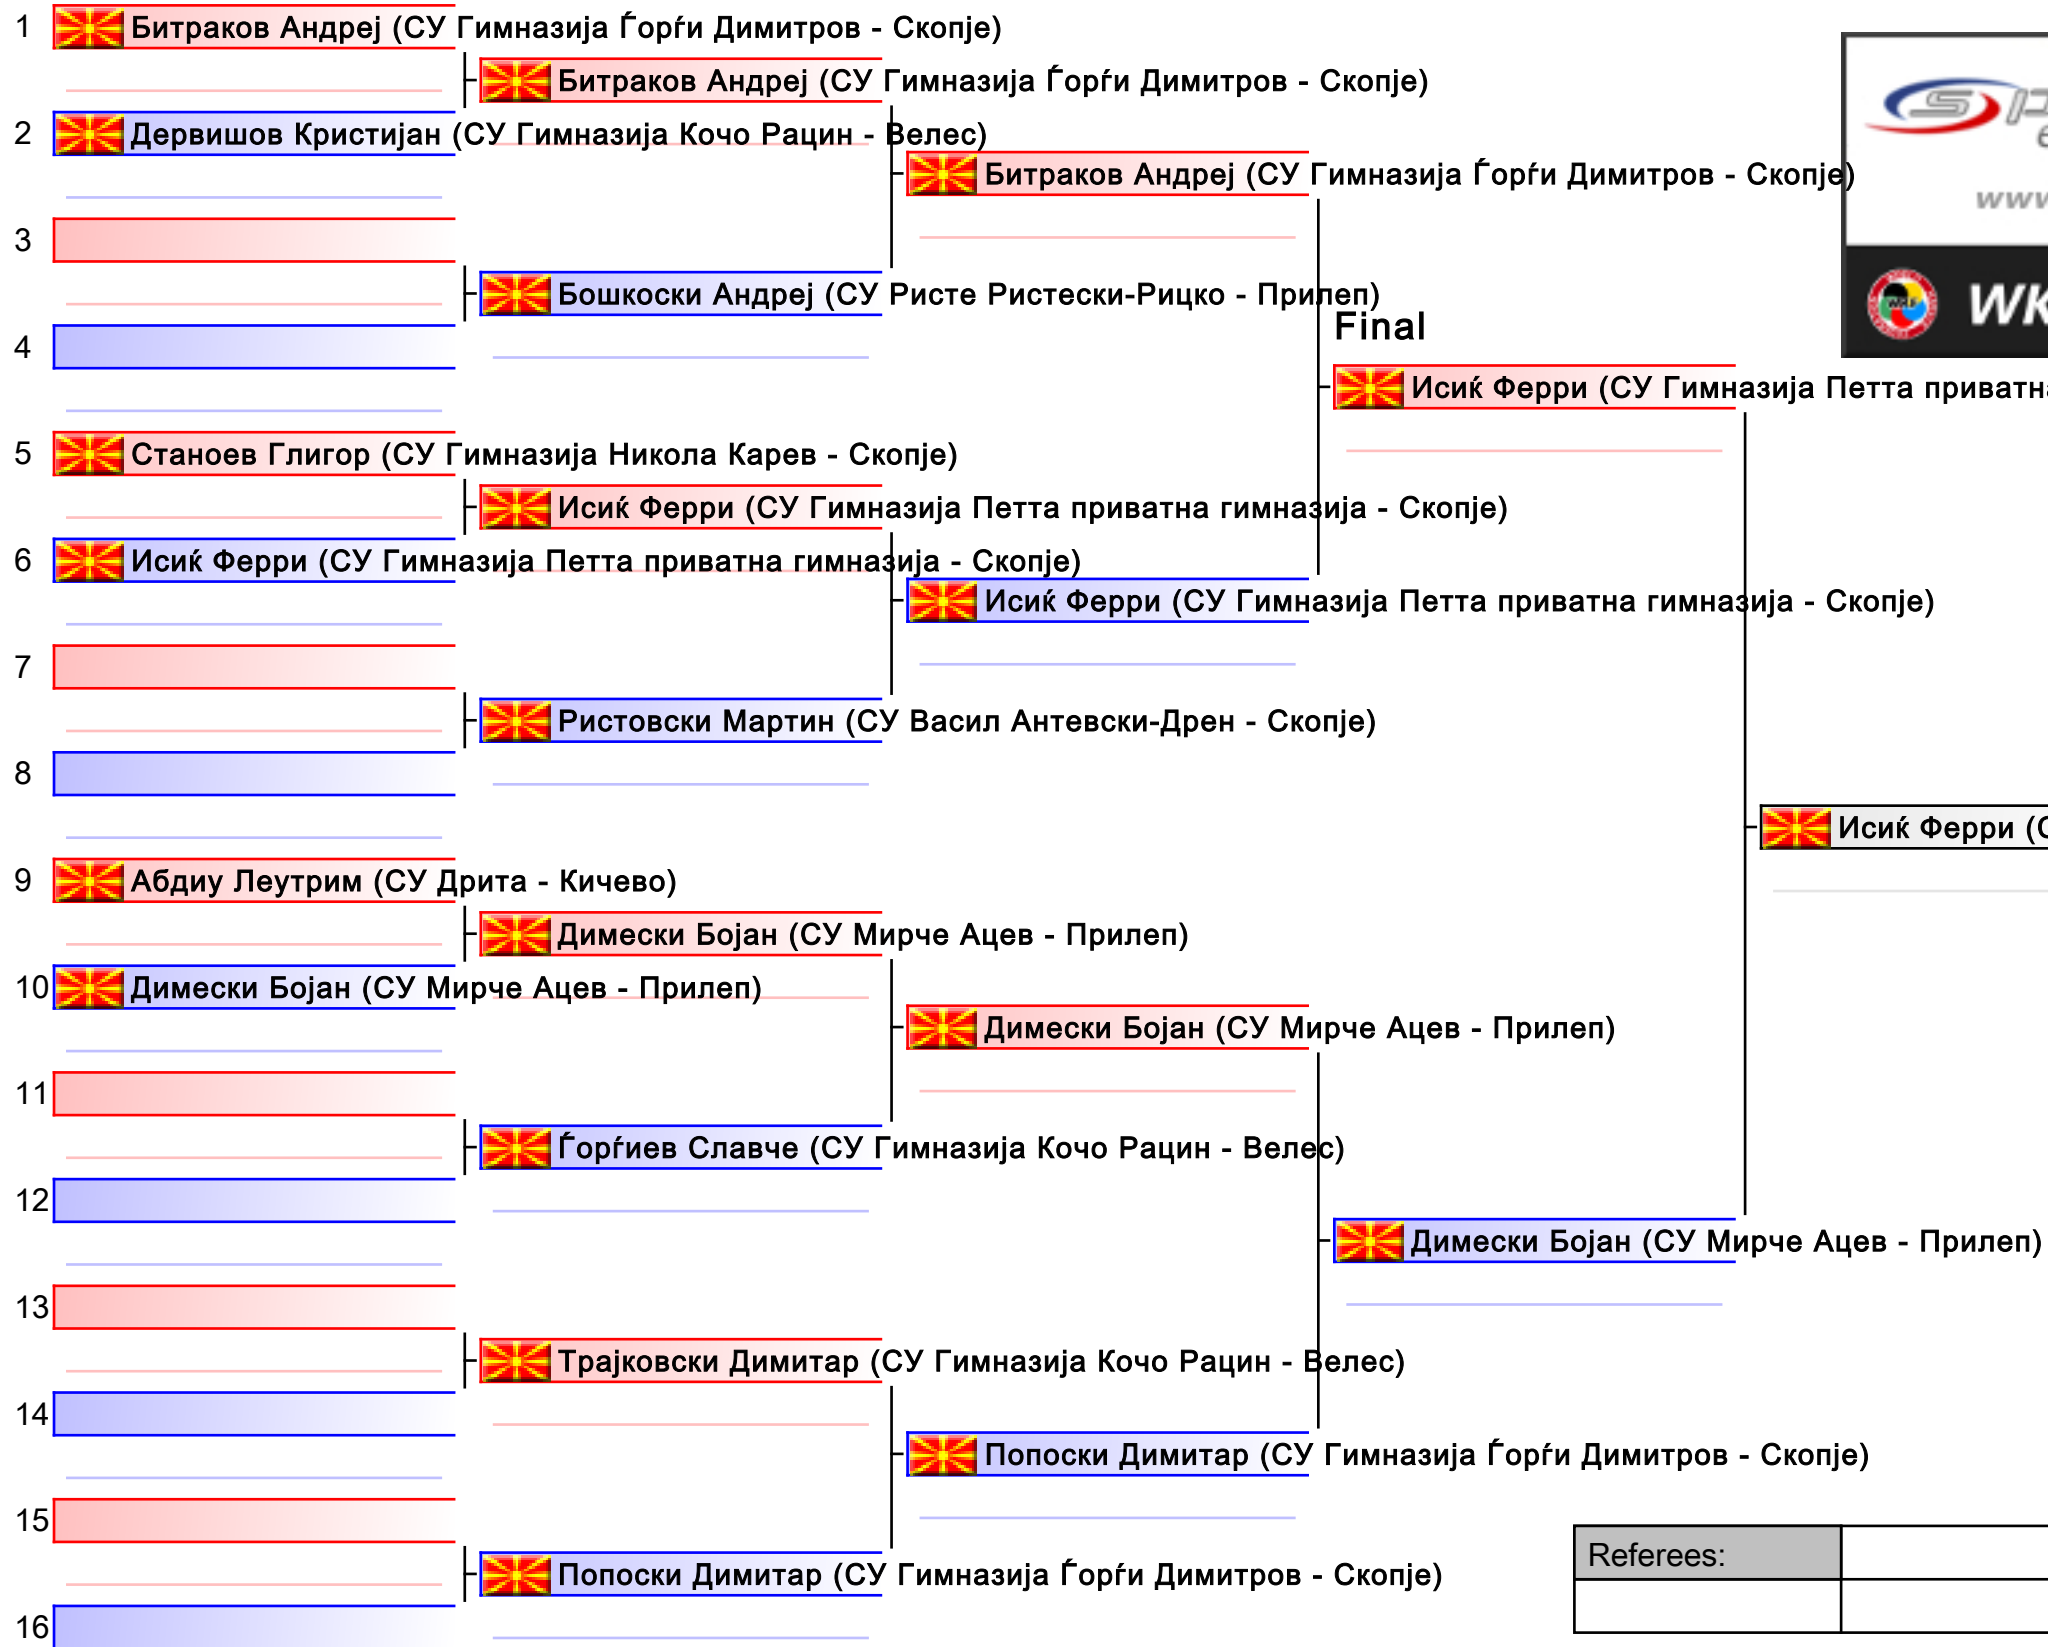 1 Битраков Андреј (СУ Гимназија Ѓорѓи Димитров - Скопје)
Битраков Андреј (СУ Гимназија Ѓорѓи Димитров - Скопје)
2 Дервишов Кристијан (СУ Гимназија Кочо Рацин - Велес)
Битраков Андреј (СУ Гимназија Ѓорѓи Димитров - Скопје)
www
3
Бошкоски Андреј (СУ Ристе Ристески-Рицко - Прилеп)
Final
4
Исиќ Ферри (СУ Гимназија Петта приватна
5 Станоев Глигор (СУ Гимназија Никола Карев - Скопје)
Исиќ Ферри (СУ Гимназија Петта приватна гимназија - Скопје)
6 Исиќ Ферри (СУ Гимназија Петта приватна гимназија - Скопје)
Исиќ Ферри (СУ Гимназија Петта приватна гимназија - Скопје)
7
Ристовски Мартин (СУ Васил Антевски-Дрен - Скопје)
8
Исиќ Ферри (С
9 Абдиу Леутрим (СУ Дрита - Кичево)
Димески Бојан (СУ Мирче Ацев - Прилеп)
10 Димески Бојан (СУ Мирче Ацев - Прилеп)
Димески Бојан (СУ Мирче Ацев - Прилеп)
11
Ѓорѓиев Славче (СУ Гимназија Кочо Рацин - Велес)
12
Димески Бојан (СУ Мирче Ацев - Прилеп)
13
Трајковски Димитар (СУ Гимназија Кочо Рацин - Велес)
14
Попоски Димитар (СУ Гимназија Ѓорѓи Димитров - Скопје)
15
Referees:
Попоски Димитар (СУ Гимназија Ѓорѓи Димитров - Скопје)
16